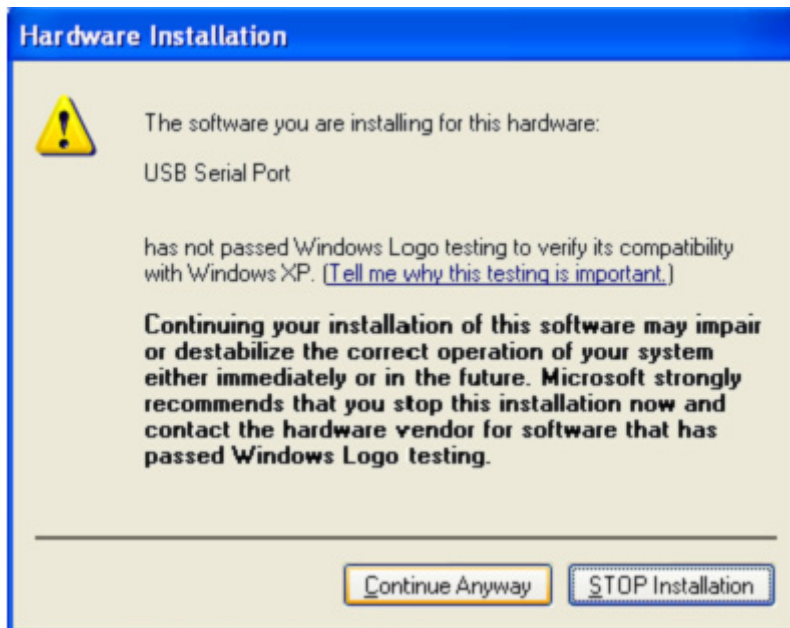 Hardware Installation
The software you are installing for this hardware:
USB Serial Port
has not passed Windows Logo testing to verify its compatibility
with Windows XP. (Tell me why this testing is important.)
Continuing your installation of this software may impair
or destabilize the correct operation of your system
either immediately or in the future. Microsoft strongly
recommends that you stop this installation now and
contact the hardware vendor for software that has
passed Windows Logo testing.
Continue Anyway
STOP Installation